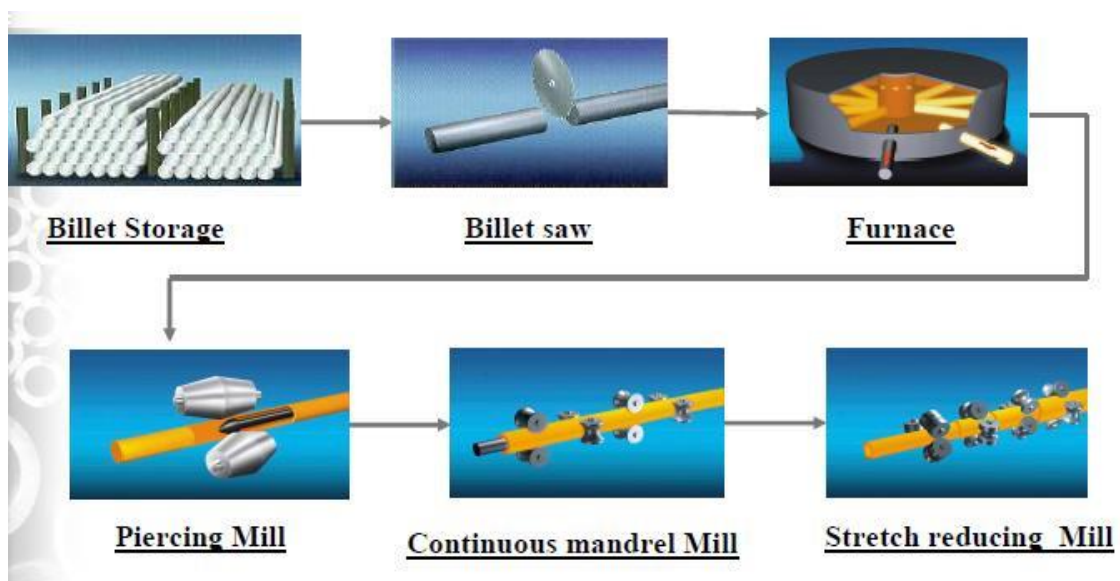 Billet Storage
Billet saw
Furnace
Piercing Mill
Continuous mandrel Mill
Stretch reducing Mill